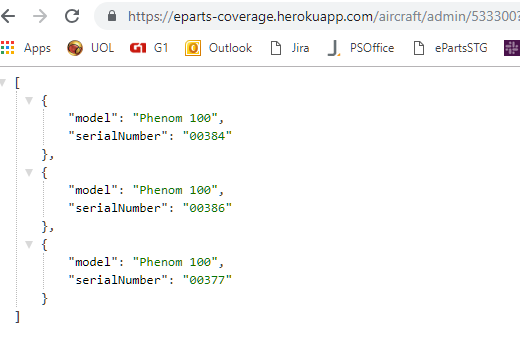 https://eparts-coverage.herokuapp.com/aircraft/admin/533300?
Apps UOL G1 G1 Outlook Jira PSOffice ePartsSTG
[
{
"model": "Phenom 100",
"serialNumber": "00384"
},
{
"model": "Phenom 100",
"serialNumber": "00386"
},
{
"model": "Phenom 100",
"serialNumber": "00377"
}
]